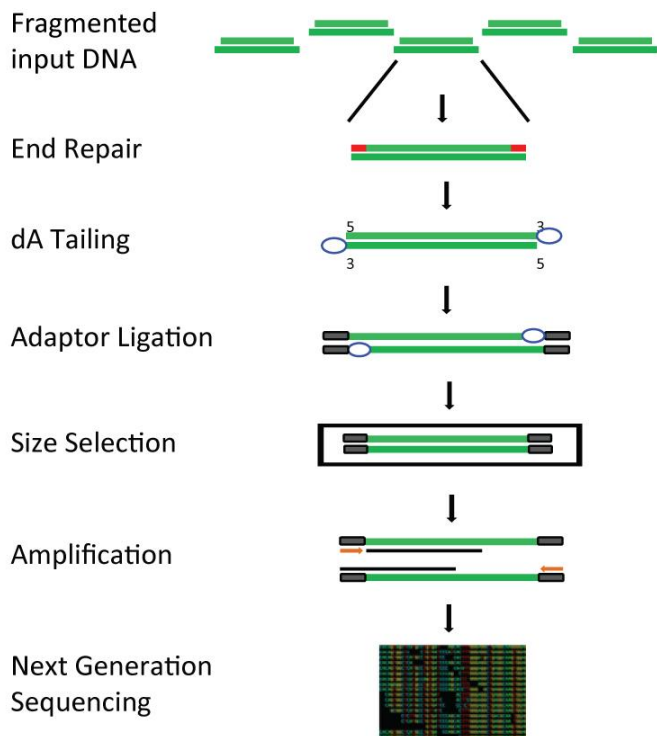 Fragmented
input DNA
End Repair
dA Tailing
5
3
3
5
Adaptor Ligation
Size Selection
Amplification
Next Generation
Sequencing